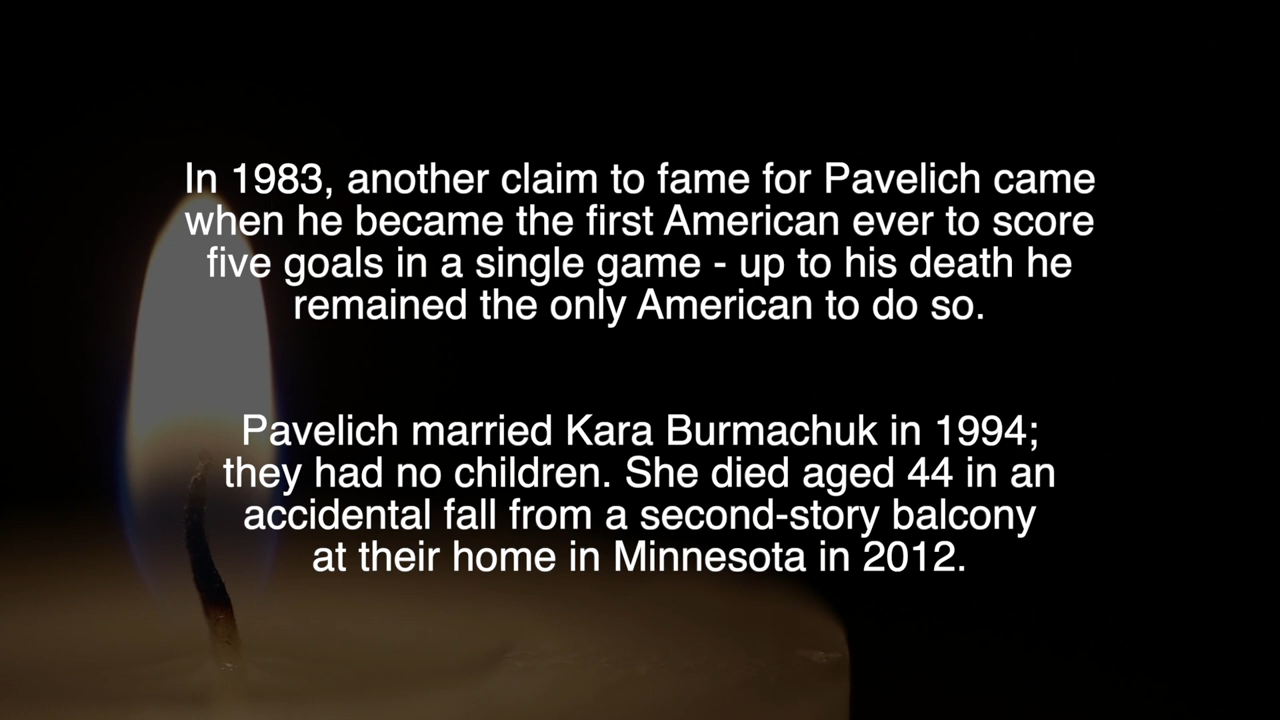 In 1983, another claim to fame for Pavelich came
when he became the first American ever to score
five goals in a single game - up to his death he
remained the only American to do so.
Pavelich married Kara Burmachuk in 1994;
they had no children. She died aged 44 in an
accidental fall from a second-story balcony
at their home in Minnesota in 2012.